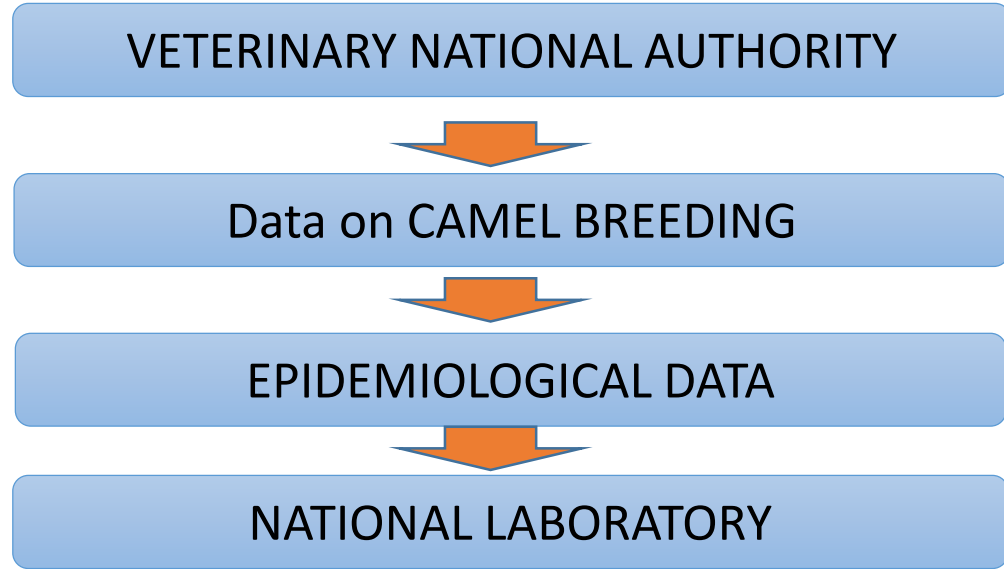 VETERINARY NATIONAL AUTHORITY
Data on CAMEL BREEDING
EPIDEMIOLOGICAL DATA
NATIONAL LABORATORY